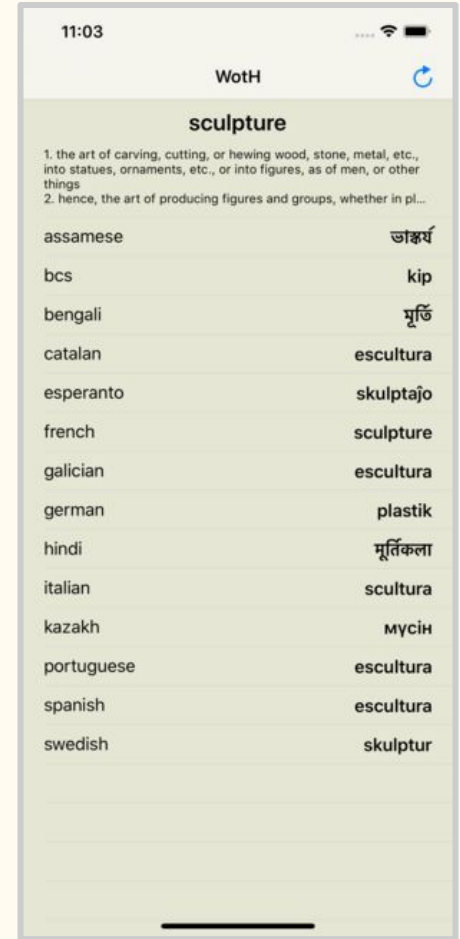 11:03
WotH
sculpture
1. the art of carving, cutting, or hewing wood, stone, metal, etc.,
into statues, ornaments, etc., or into figures, as of men, or other
things
2. hence, the art of producing figures and groups, whether in pl...
assamese ভাস্কর্য
bcs kip
bengali মূর্তি
catalan escultura
esperanto skulptaĵo
french sculpture
galician escultura
german plastik
hindi मूर्तिकला
italian scultura
kazakh мүсін
portuguese escultura
spanish escultura
swedish skulptur